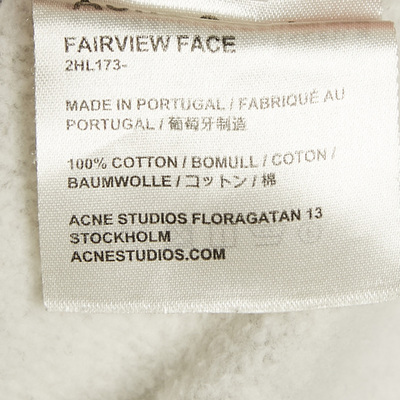 FAIRVIEW FACE
2HL173-
MADE IN PORTUGAL / FABRIQUÉ AU
PORTUGAL / 葡萄牙制造
100% COTTON / BOMULL / COTON /
BAUMWOLLE / コットン / 棉
ACNE STUDIOS FLORAGATAN 13
STOCKHOLM
ACNESTUDIOS.COM